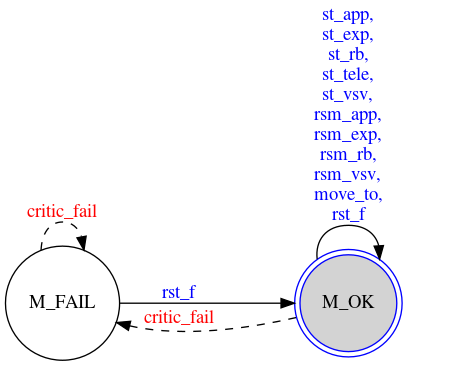 st_app,
st_exp,
st_rb,
st_tele,
st_vsv,
rsm_app,
rsm_exp,
rsm_rb,
rsm_vsv,
move_to,
rst_f
critic_fail
M_FAIL
rst_f
critic_fail
M_OK